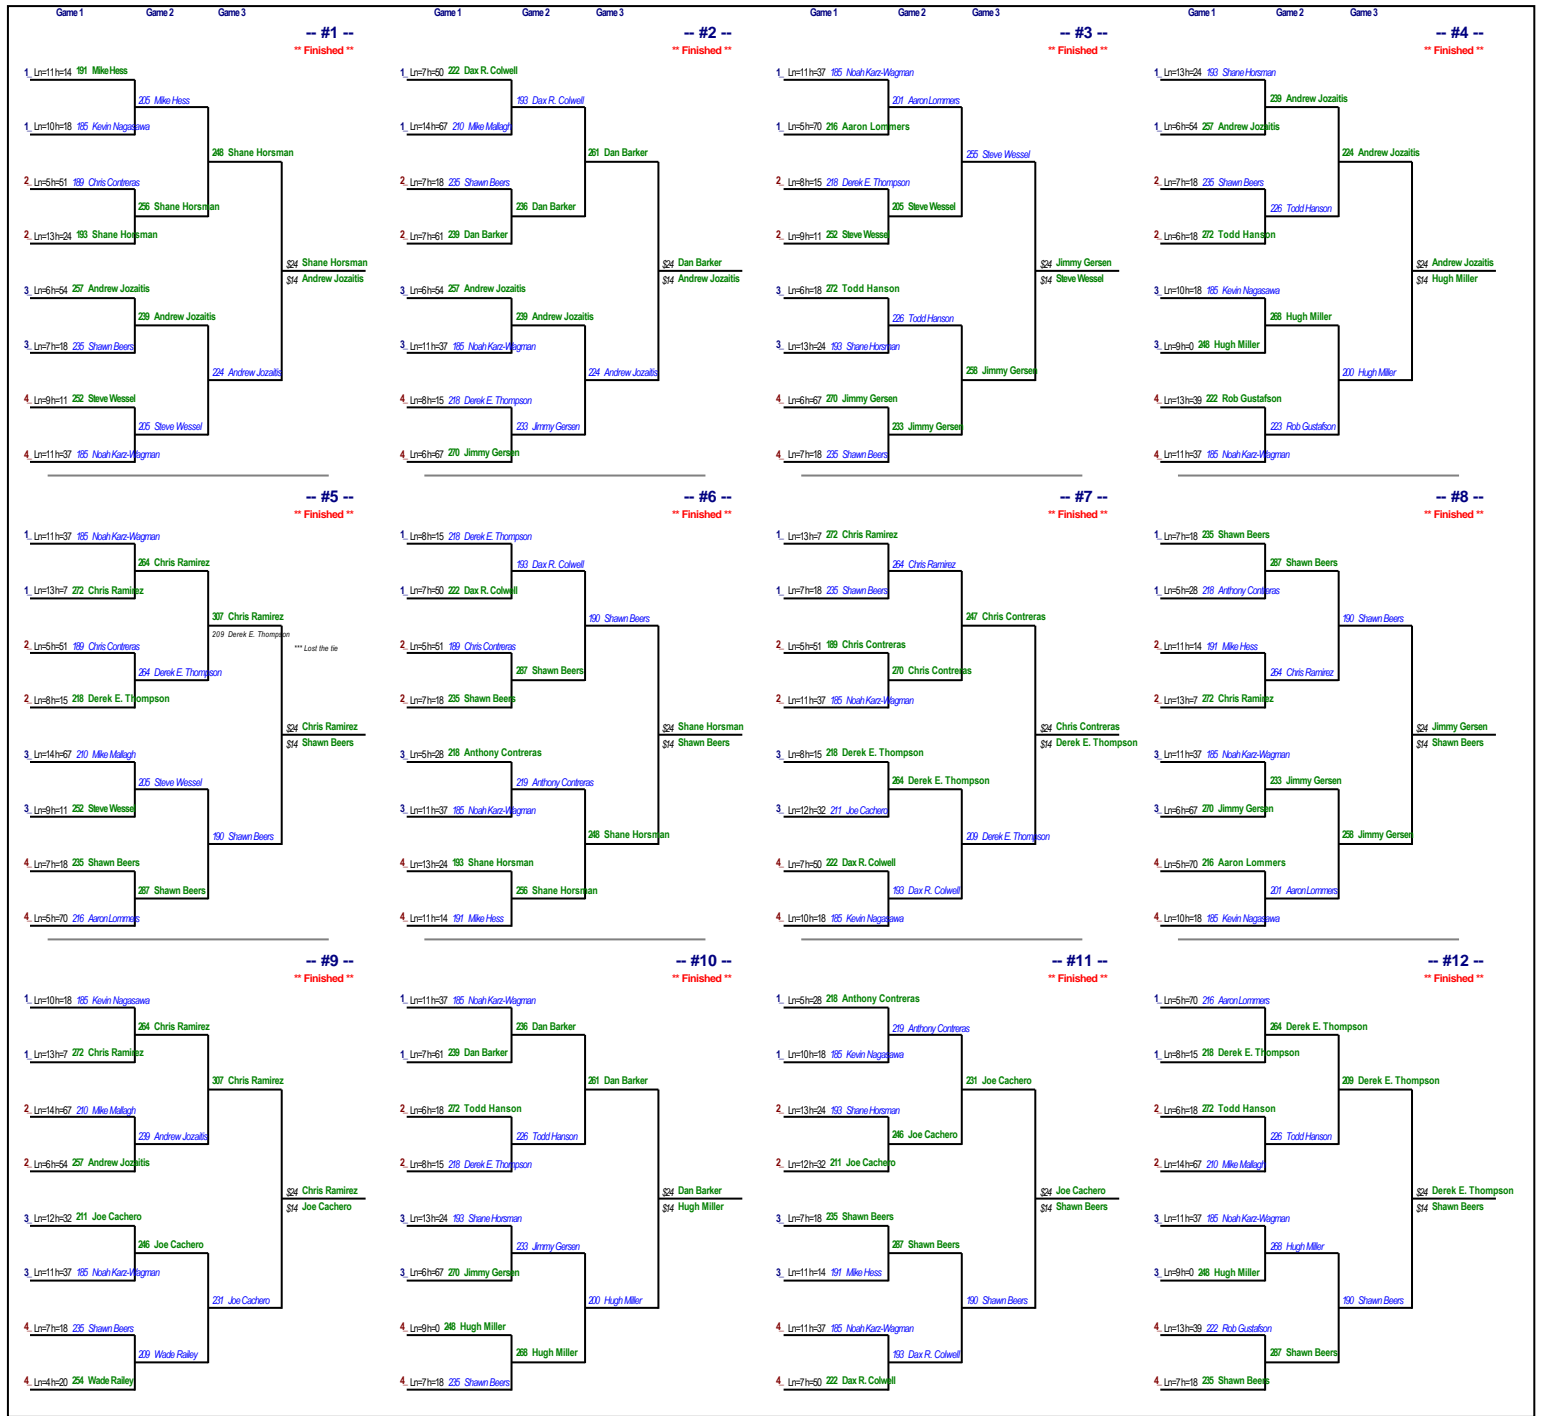 Game 1 Game 2 Game 3
-- #1 --
** Finished **
1 Ln=11h=14 191 Mike Hess
205 Mike Hess
1 Ln=10h=18 185 Kevin Nagasawa
248 Shane Horsman
2 Ln=5h=51 189 Chris Contreras
256 Shane Horsman
2 Ln=13h=24 193 Shane Horsman
$24 Shane Horsman
$14 Andrew Jozaitis
3 Ln=6h=54 257 Andrew Jozaitis
239 Andrew Jozaitis
3 Ln=7h=18 235 Shawn Beers
224 Andrew Jozaitis
4 Ln=9h=11 252 Steve Wessel
205 Steve Wessel
4 Ln=11h=37 185 Noah Karz-Wagman
Game 1 Game 2 Game 3
-- #2 --
** Finished **
1 Ln=7h=50 222 Dax R. Colwell
193 Dax R. Colwell
1 Ln=14h=67 210 Mike Mallagh
261 Dan Barker
2 Ln=7h=18 235 Shawn Beers
236 Dan Barker
2 Ln=7h=61 239 Dan Barker
$24 Dan Barker
$14 Andrew Jozaitis
3 Ln=6h=54 257 Andrew Jozaitis
239 Andrew Jozaitis
3 Ln=11h=37 185 Noah Karz-Wagman
224 Andrew Jozaitis
4 Ln=8h=15 218 Derek E. Thompson
233 Jimmy Gersen
4 Ln=6h=67 270 Jimmy Gersen
Game 1 Game 2 Game 3
-- #3 --
** Finished **
1 Ln=11h=37 185 Noah Karz-Wagman
201 Aaron Lommers
1 Ln=5h=70 216 Aaron Lommers
255 Steve Wessel
2 Ln=8h=15 218 Derek E. Thompson
205 Steve Wessel
2 Ln=9h=11 252 Steve Wessel
$24 Jimmy Gersen
$14 Steve Wessel
3 Ln=6h=18 272 Todd Hanson
226 Todd Hanson
3 Ln=13h=24 193 Shane Horsman
258 Jimmy Gersen
4 Ln=6h=67 270 Jimmy Gersen
233 Jimmy Gersen
4 Ln=7h=18 235 Shawn Beers
Game 1 Game 2 Game 3
-- #4 --
** Finished **
1 Ln=13h=24 193 Shane Horsman
239 Andrew Jozaitis
1 Ln=6h=54 257 Andrew Jozaitis
224 Andrew Jozaitis
2 Ln=7h=18 235 Shawn Beers
226 Todd Hanson
2 Ln=6h=18 272 Todd Hanson
$24 Andrew Jozaitis
$14 Hugh Miller
3 Ln=10h=18 185 Kevin Nagasawa
268 Hugh Miller
3 Ln=9h=0 248 Hugh Miller
200 Hugh Miller
4 Ln=13h=39 222 Rob Gustafson
223 Rob Gustafson
4 Ln=11h=37 185 Noah Karz-Wagman
-- #5 --
** Finished **
1 Ln=11h=37 185 Noah Karz-Wagman
264 Chris Ramirez
1 Ln=13h=7 272 Chris Ramirez
307 Chris Ramirez
209 Derek E. Thompson
*** Lost the tie
2 Ln=5h=51 189 Chris Contreras
264 Derek E. Thompson
2 Ln=8h=15 218 Derek E. Thompson
$24 Chris Ramirez
$14 Shawn Beers
3 Ln=14h=67 210 Mike Mallagh
205 Steve Wessel
3 Ln=9h=11 252 Steve Wessel
190 Shawn Beers
4 Ln=7h=18 235 Shawn Beers
287 Shawn Beers
4 Ln=5h=70 216 Aaron Lommers
-- #6 --
** Finished **
1 Ln=8h=15 218 Derek E. Thompson
193 Dax R. Colwell
1 Ln=7h=50 222 Dax R. Colwell
190 Shawn Beers
2 Ln=5h=51 189 Chris Contreras
287 Shawn Beers
2 Ln=7h=18 235 Shawn Beers
$24 Shane Horsman
$14 Shawn Beers
3 Ln=5h=28 218 Anthony Contreras
219 Anthony Contreras
3 Ln=11h=37 185 Noah Karz-Wagman
248 Shane Horsman
4 Ln=13h=24 193 Shane Horsman
256 Shane Horsman
4 Ln=11h=14 191 Mike Hess
-- #7 --
** Finished **
1 Ln=13h=7 272 Chris Ramirez
264 Chris Ramirez
1 Ln=7h=18 235 Shawn Beers
247 Chris Contreras
2 Ln=5h=51 189 Chris Contreras
270 Chris Contreras
2 Ln=11h=37 185 Noah Karz-Wagman
$24 Chris Contreras
$14 Derek E. Thompson
3 Ln=8h=15 218 Derek E. Thompson
264 Derek E. Thompson
3 Ln=12h=32 211 Joe Cachero
209 Derek E. Thompson
4 Ln=7h=50 222 Dax R. Colwell
193 Dax R. Colwell
4 Ln=10h=18 185 Kevin Nagasawa
-- #8 --
** Finished **
1 Ln=7h=18 235 Shawn Beers
287 Shawn Beers
1 Ln=5h=28 218 Anthony Contreras
190 Shawn Beers
2 Ln=11h=14 191 Mike Hess
264 Chris Ramirez
2 Ln=13h=7 272 Chris Ramirez
$24 Jimmy Gersen
$14 Shawn Beers
3 Ln=11h=37 185 Noah Karz-Wagman
233 Jimmy Gersen
3 Ln=6h=67 270 Jimmy Gersen
258 Jimmy Gersen
4 Ln=5h=70 216 Aaron Lommers
201 Aaron Lommers
4 Ln=10h=18 185 Kevin Nagasawa
-- #9 --
** Finished **
1 Ln=10h=18 185 Kevin Nagasawa
264 Chris Ramirez
1 Ln=13h=7 272 Chris Ramirez
307 Chris Ramirez
2 Ln=14h=67 210 Mike Mallagh
239 Andrew Jozaitis
2 Ln=6h=54 257 Andrew Jozaitis
$24 Chris Ramirez
$14 Joe Cachero
3 Ln=12h=32 211 Joe Cachero
246 Joe Cachero
3 Ln=11h=37 185 Noah Karz-Wagman
231 Joe Cachero
4 Ln=7h=18 235 Shawn Beers
209 Wade Railey
4 Ln=4h=20 254 Wade Railey
-- #10 --
** Finished **
1 Ln=11h=37 185 Noah Karz-Wagman
236 Dan Barker
1 Ln=7h=61 239 Dan Barker
261 Dan Barker
2 Ln=6h=18 272 Todd Hanson
226 Todd Hanson
2 Ln=8h=15 218 Derek E. Thompson
$24 Dan Barker
$14 Hugh Miller
3 Ln=13h=24 193 Shane Horsman
233 Jimmy Gersen
3 Ln=6h=67 270 Jimmy Gersen
200 Hugh Miller
4 Ln=9h=0 248 Hugh Miller
268 Hugh Miller
4 Ln=7h=18 235 Shawn Beers
-- #11 --
** Finished **
1 Ln=5h=28 218 Anthony Contreras
219 Anthony Contreras
1 Ln=10h=18 185 Kevin Nagasawa
231 Joe Cachero
2 Ln=13h=24 193 Shane Horsman
246 Joe Cachero
2 Ln=12h=32 211 Joe Cachero
$24 Joe Cachero
$14 Shawn Beers
3 Ln=7h=18 235 Shawn Beers
287 Shawn Beers
3 Ln=11h=14 191 Mike Hess
190 Shawn Beers
4 Ln=11h=37 185 Noah Karz-Wagman
193 Dax R. Colwell
4 Ln=7h=50 222 Dax R. Colwell
-- #12 --
** Finished **
1 Ln=5h=70 216 Aaron Lommers
264 Derek E. Thompson
1 Ln=8h=15 218 Derek E. Thompson
209 Derek E. Thompson
2 Ln=6h=18 272 Todd Hanson
226 Todd Hanson
2 Ln=14h=67 210 Mike Mallagh
$24 Derek E. Thompson
$14 Shawn Beers
3 Ln=11h=37 185 Noah Karz-Wagman
268 Hugh Miller
3 Ln=9h=0 248 Hugh Miller
190 Shawn Beers
4 Ln=13h=39 222 Rob Gustafson
287 Shawn Beers
4 Ln=7h=18 235 Shawn Beers